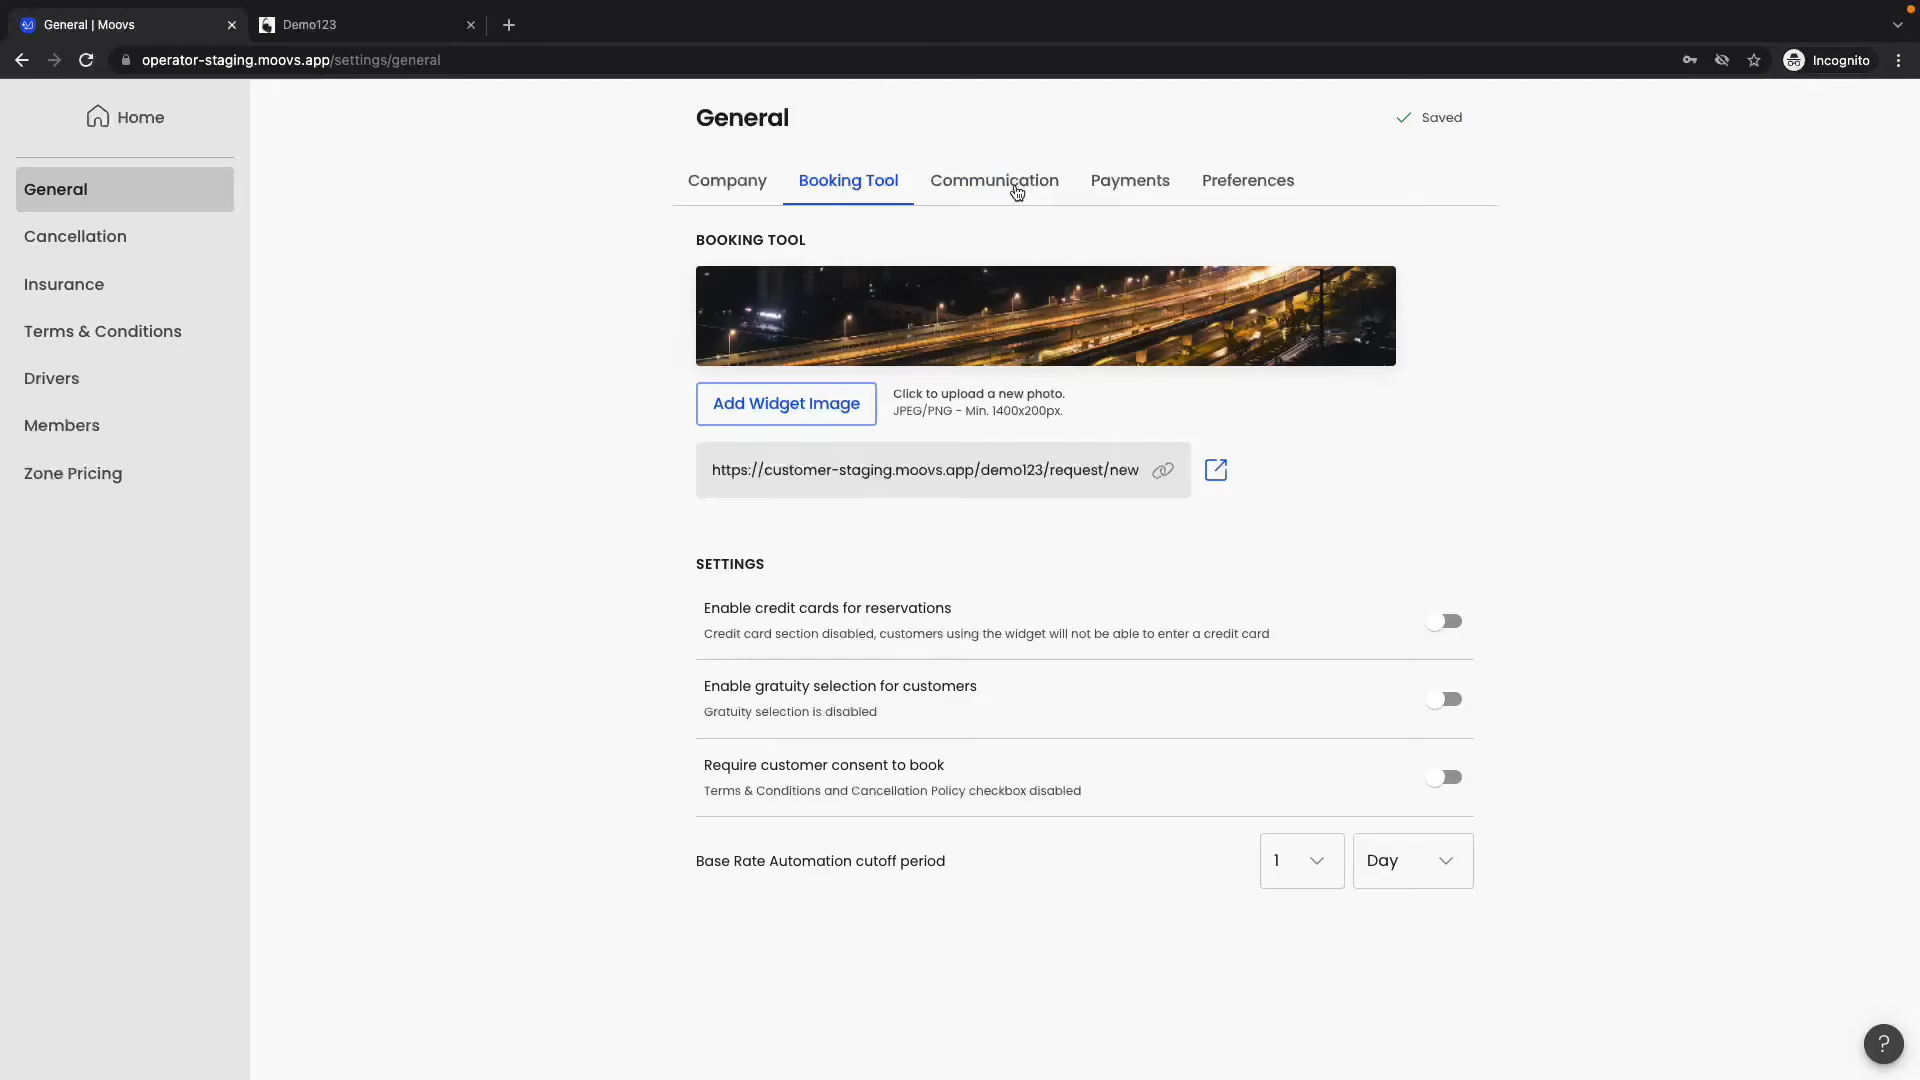 General | Moovs
Demo123
operator-staging.moovs.app/settings/general
Incognito
Home
General
Cancellation
Insurance
Terms & Conditions
Drivers
Members
Zone Pricing
General
Saved
Company
Booking Tool
Communication
Payments
Preferences
BOOKING TOOL
Add Widget Image
Click to upload a new photo.
JPEG/PNG - Min. 1400x200px.
https://customer-staging.moovs.app/demo123/request/new
SETTINGS
Enable credit cards for reservations
Credit card section disabled, customers using the widget will not be able to enter a credit card
Enable gratuity selection for customers
Gratuity selection is disabled
Require customer consent to book
Terms & Conditions and Cancellation Policy checkbox disabled
Base Rate Automation cutoff period
1
Day
?